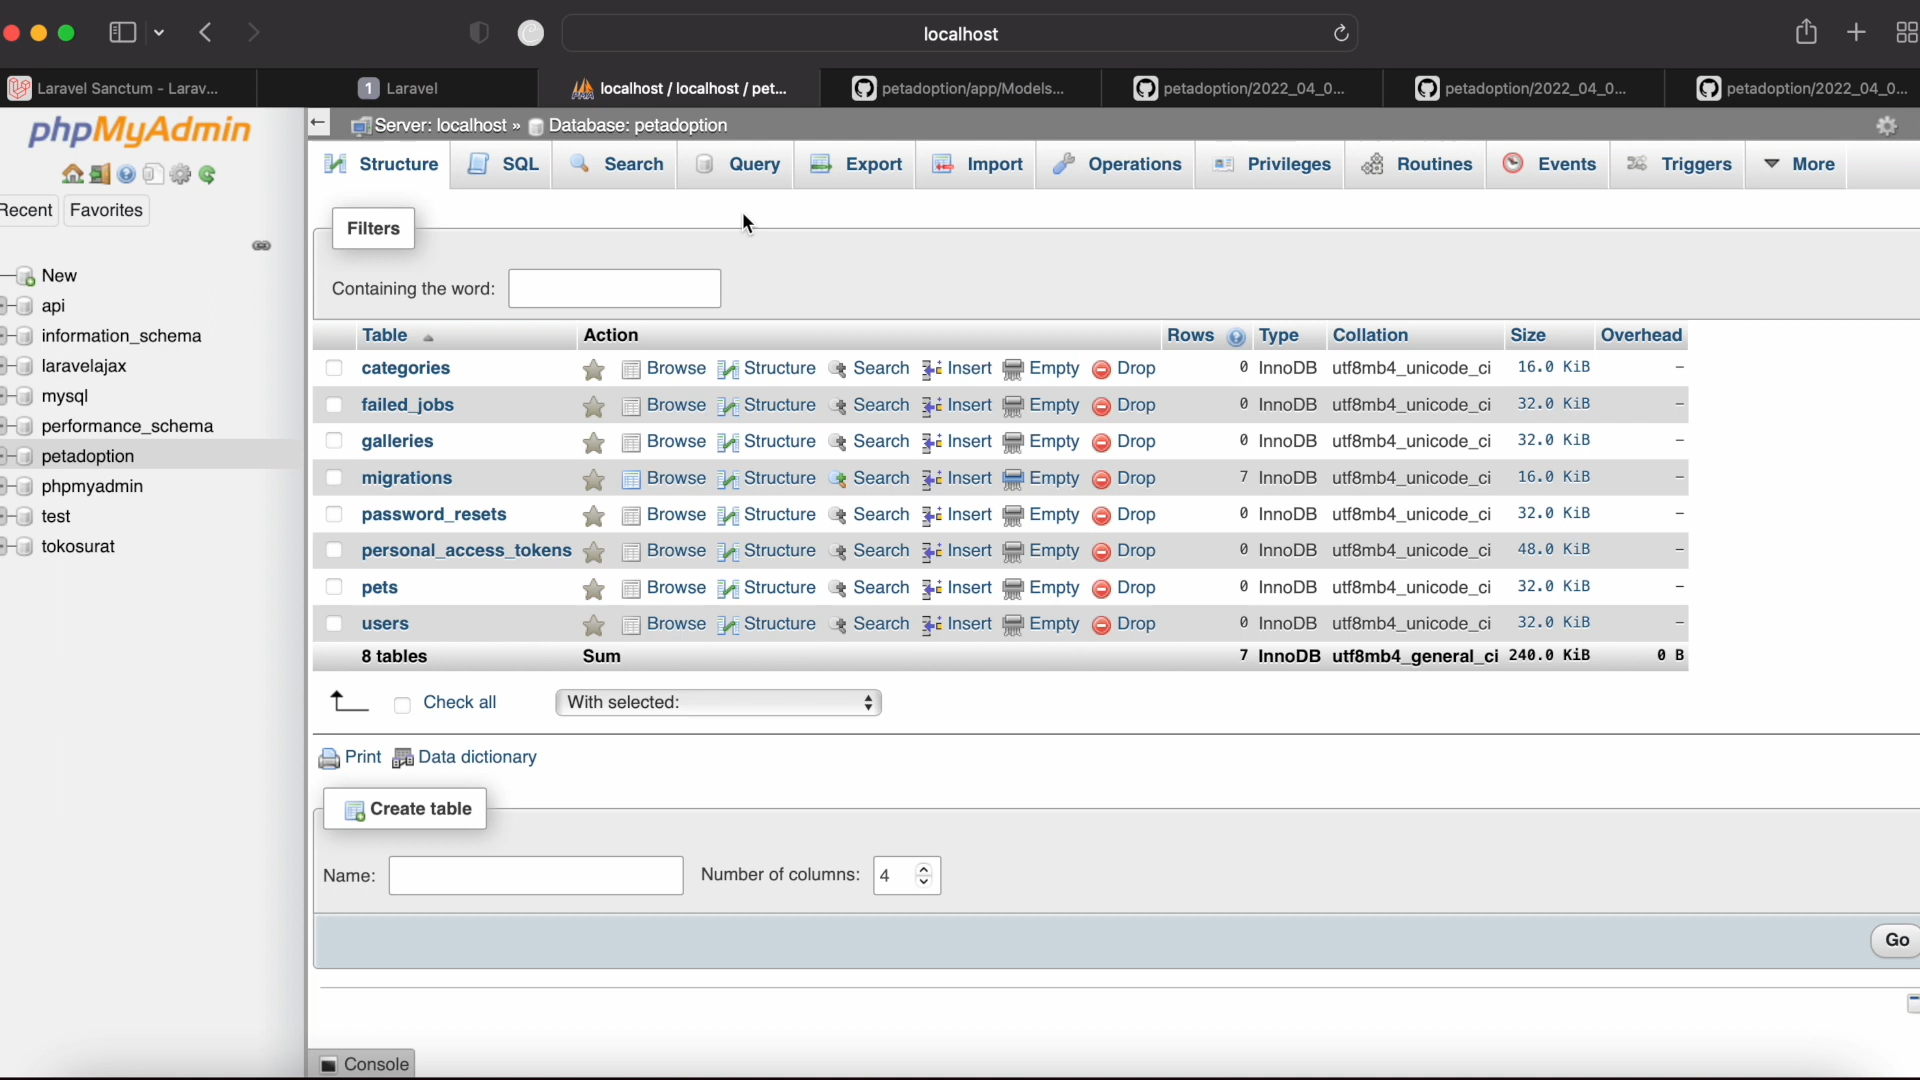 localhost
Laravel Sanctum - Larav...
1 Laravel
localhost / localhost / pet...
petadoption/app/Models...
petadoption/2022_04_0...
petadoption/2022_04_0...
petadoption/2022_04_0...
phpMyAdmin
Recent Favorites
New
api
information_schema
laravelajax
mysql
performance_schema
petadoption
phpmyadmin
test
tokosurat
Server: localhost » Database: petadoption
Structure SQL Search Query Export Import Operations Privileges Routines Events Triggers More
Filters
Containing the word:
Table Action Rows Type Collation Size Overhead
categories Browse Structure Search Insert Empty Drop 0 InnoDB utf8mb4_unicode_ci 16.0 KiB -
failed_jobs Browse Structure Search Insert Empty Drop 0 InnoDB utf8mb4_unicode_ci 32.0 KiB -
galleries Browse Structure Search Insert Empty Drop 0 InnoDB utf8mb4_unicode_ci 32.0 KiB -
migrations Browse Structure Search Insert Empty Drop 7 InnoDB utf8mb4_unicode_ci 16.0 KiB -
password_resets Browse Structure Search Insert Empty Drop 0 InnoDB utf8mb4_unicode_ci 32.0 KiB -
personal_access_tokens Browse Structure Search Insert Empty Drop 0 InnoDB utf8mb4_unicode_ci 48.0 KiB -
pets Browse Structure Search Insert Empty Drop 0 InnoDB utf8mb4_unicode_ci 32.0 KiB -
users Browse Structure Search Insert Empty Drop 0 InnoDB utf8mb4_unicode_ci 32.0 KiB -
8 tables Sum 7 InnoDB utf8mb4_general_ci 240.0 KiB 0 B
Check all With selected:
Print Data dictionary
Create table
Name: Number of columns: 4
Go
Console